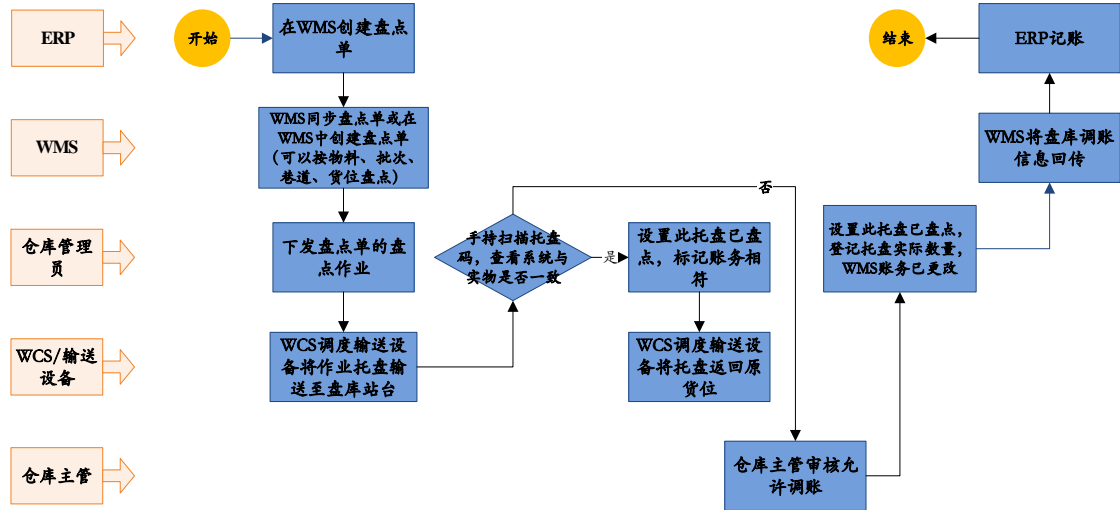 ERP
开始
在WMS创建盘点
单
结束
ERP记账
WMS
WMS同步盘点单或在
WMS中创建盘点单
（可以按物料、批次、
巷道、货位盘点）
WMS将盘库调账
信息回传
否
仓库管理
员
下发盘点单的盘
点作业
手持扫描托盘
码，查看系统与
实物是否一致
是
设置此托盘已盘
点，标记账务相
符
设置此托盘已盘点，
登记托盘实际数量，
WMS账务已更改
WCS/输送
设备
WCS调度输送设
备将作业托盘输
送至盘库站台
WCS调度输送设
备将托盘返回原
货位
仓库主管
仓库主管审核允
许调账